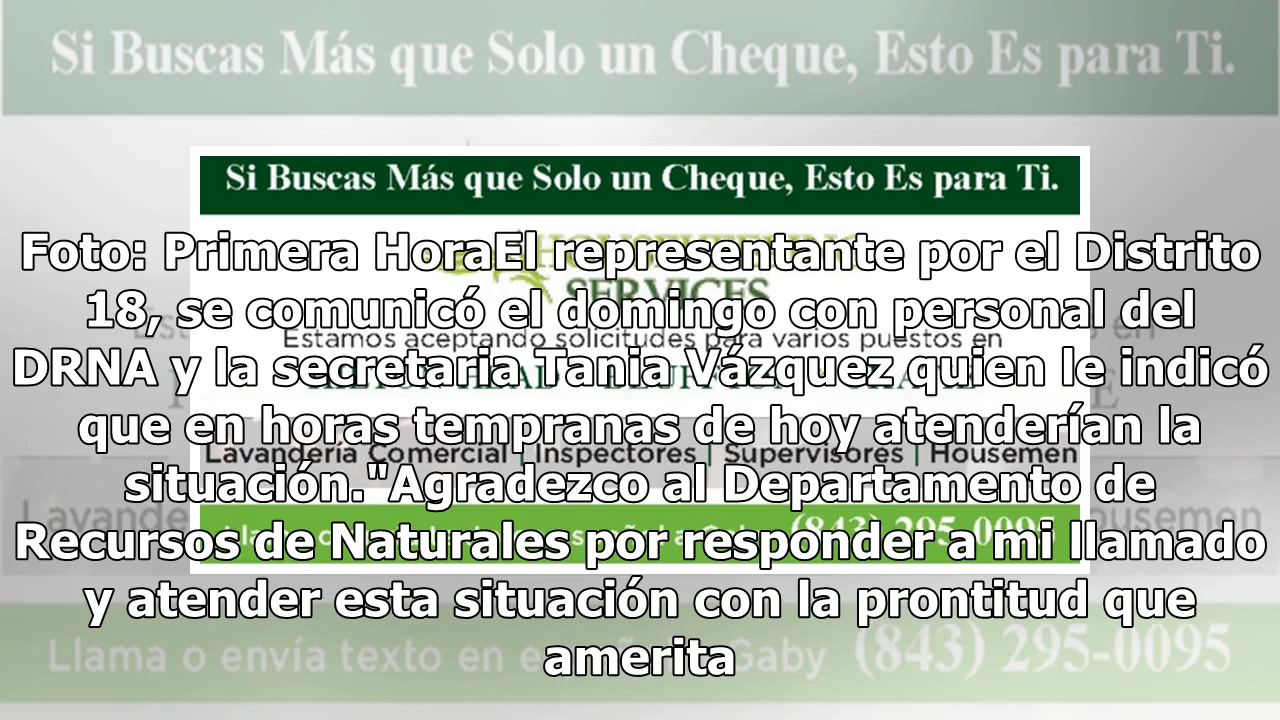 Si Buscas Más que Solo un Cheque, Esto Es para Ti.
Si Buscas Más que Solo un Cheque, Esto Es para Ti.
Foto: Primera HoraEl representante por el Distrito
18, se comunicó el domingo con personal del
DRNA y la secretaria Tania Vázquez quien le indicó
que en horas tempranas de hoy atenderían la
situación."Agradezco al Departamento de
Recursos de Naturales por responder a mi llamado
y atender esta situación con la prontitud que
amerita
SERVICES
Estamos aceptando solicitudes para varios puestos en
Lavandería Comercial | Inspectores | Supervisores | Housemen
(843) 295-0095
Llama o envía texto en Gaby (843) 295-0095